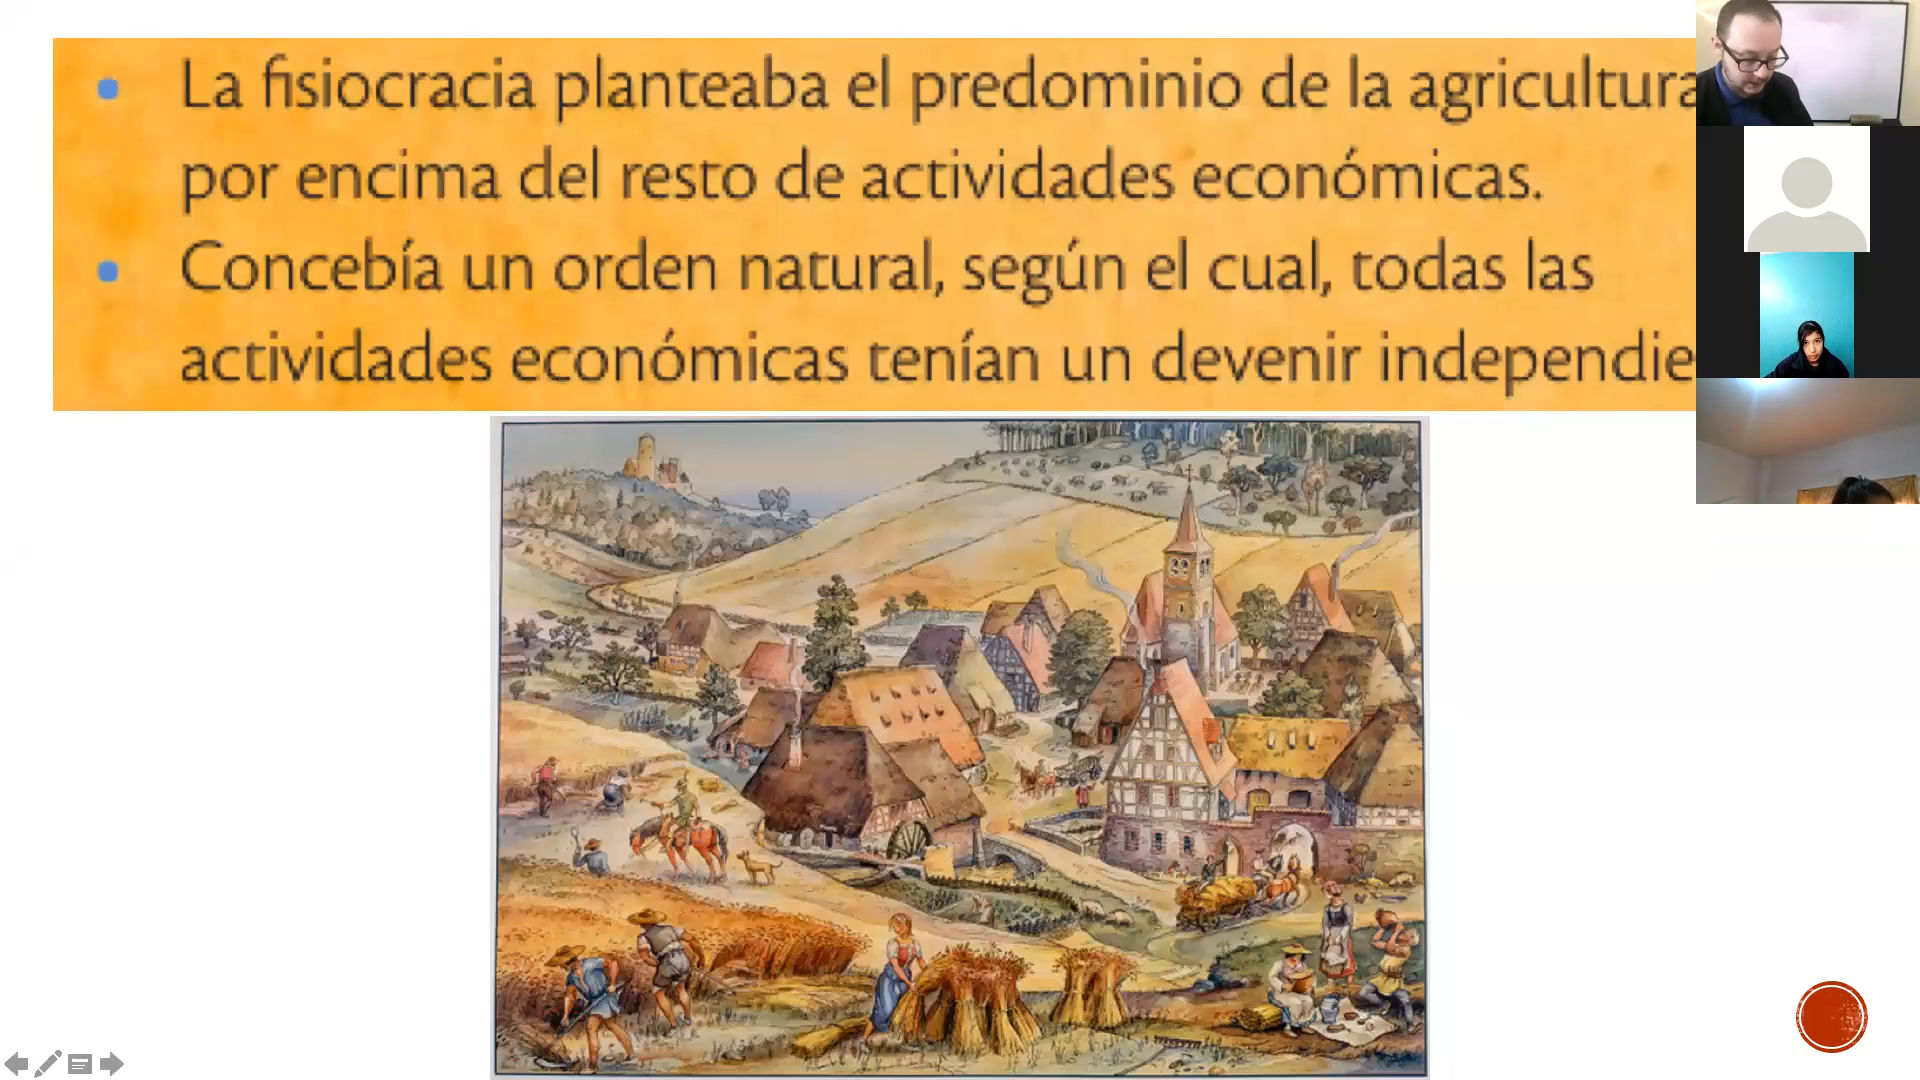 • La fisiocracia planteaba el predominio de la agricultura
por encima del resto de actividades económicas.
• Concebía un orden natural, según el cual, todas las
actividades económicas tenían un devenir independie